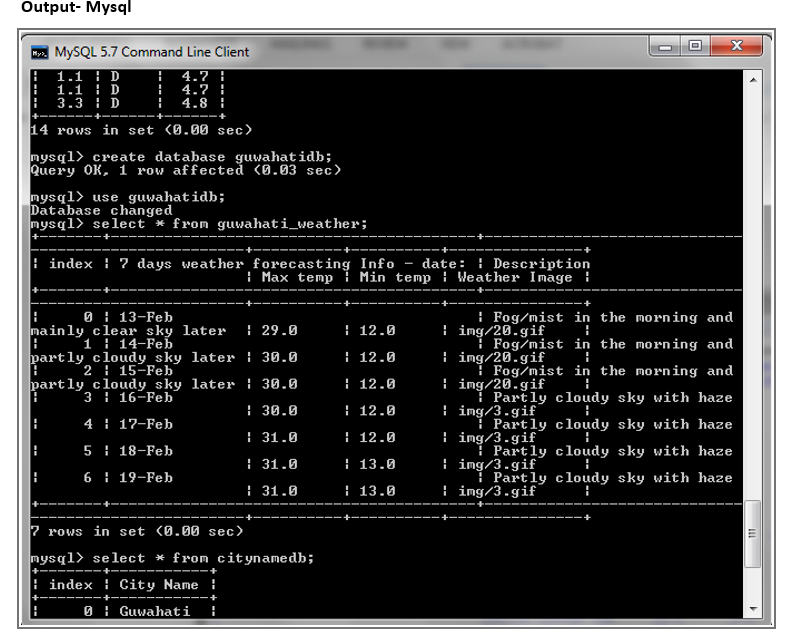 Output- Mysql
MySQL 5.7 Command Line Client
| 1.1 | D | 4.7 |
| 1.1 | D | 4.7 |
| 3.3 | D | 4.8 |
14 rows in set (0.00 sec)
mysql> create database guwahatidb;
Query OK, 1 row affected (0.03 sec)
mysql> use guwahatidb;
Database changed
mysql> select * from guwahati_weather;
| index | 7 days weather forecasting Info - date: | Description
| Max temp | Min temp | Weather Image |
| 0 | 13-Feb | Fog/mist in the morning and
mainly clear sky later | 29.0 | 12.0 | img/20.gif |
| 1 | 14-Feb | Fog/mist in the morning and
partly cloudy sky later | 30.0 | 12.0 | img/20.gif |
| 2 | 15-Feb | Fog/mist in the morning and
partly cloudy sky later | 30.0 | 12.0 | img/20.gif |
| 3 | 16-Feb | Partly cloudy sky with haze
| 30.0 | 12.0 | img/3.gif |
| 4 | 17-Feb | Partly cloudy sky with haze
| 31.0 | 12.0 | img/3.gif |
| 5 | 18-Feb | Partly cloudy sky with haze
| 31.0 | 13.0 | img/3.gif |
| 6 | 19-Feb | Partly cloudy sky with haze
| 31.0 | 13.0 | img/3.gif |
7 rows in set (0.00 sec)
mysql> select * from citynamedb;
| index | City Name |
| 0 | Guwahati |